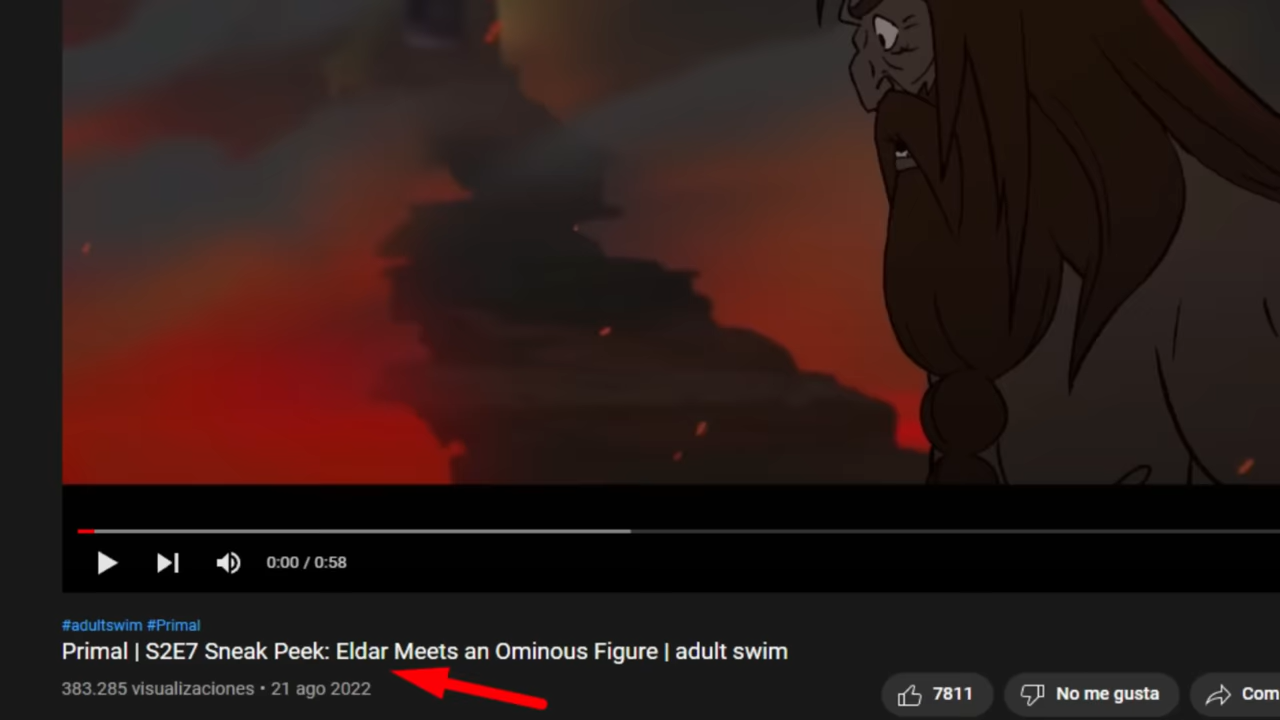 0:00 / 0:58
#adultswim #Primal
Primal | S2E7 Sneak Peek: Eldar Meets an Ominous Figure | adult swim
383.285 visualizaciones • 21 ago 2022
7811
No me gusta
Com